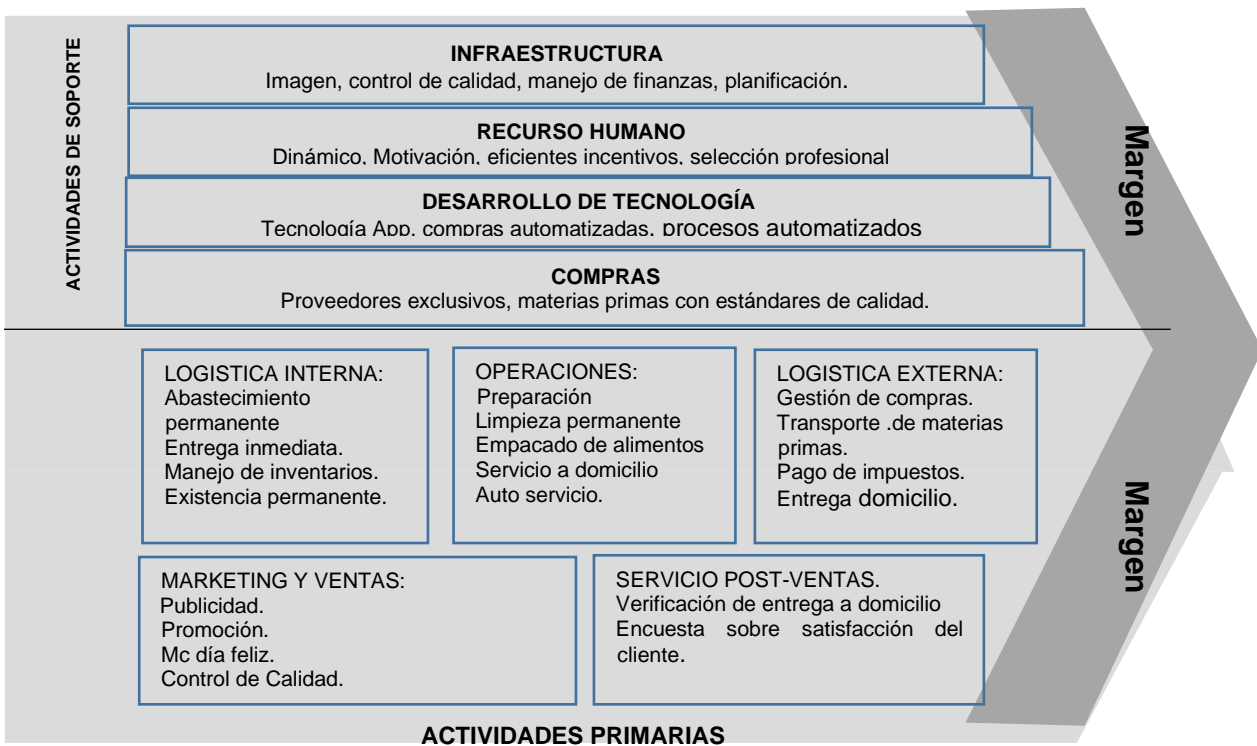 ACTIVIDADES DE SOPORTE
INFRAESTRUCTURA
Imagen, control de calidad, manejo de finanzas, planificación.
RECURSO HUMANO
Dinámico, Motivación, eficientes incentivos, selección profesional
DESARROLLO DE TECNOLOGÍA
Tecnología App, compras automatizadas, procesos automatizados
COMPRAS
Proveedores exclusivos, materias primas con estándares de calidad.
Margen
LOGISTICA INTERNA:
Abastecimiento
permanente
Entrega inmediata.
Manejo de inventarios.
Existencia permanente.
OPERACIONES:
Preparación
Limpieza permanente
Empacado de alimentos
Servicio a domicilio
Auto servicio.
LOGISTICA EXTERNA:
Gestión de compras.
Transporte .de materias
primas.
Pago de impuestos.
Entrega domicilio.
Margen
MARKETING Y VENTAS:
Publicidad.
Promoción.
Mc día feliz.
Control de Calidad.
SERVICIO POST-VENTAS.
Verificación de entrega a domicilio
Encuesta sobre satisfacción del
cliente.
ACTIVIDADES PRIMARIAS